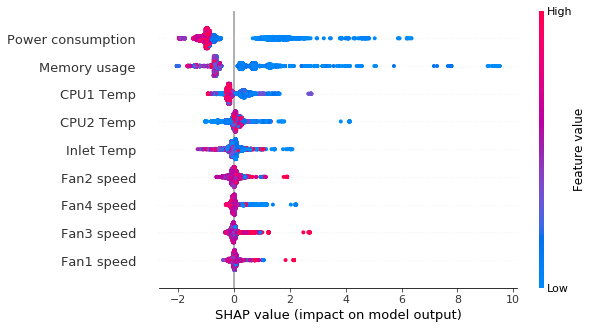 High
Power consumption
Memory usage
CPU1 Temp
CPU2 Temp
Inlet Temp
Fan2 speed
Fan4 speed
Fan3 speed
Fan1 speed
Feature value
Low
−2 0 2 4 6 8 10
SHAP value (impact on model output)